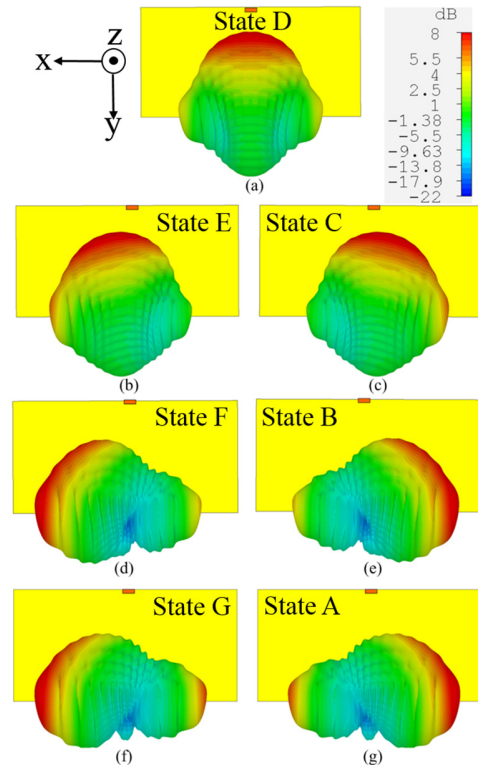 State D
dB
8
5.5
4
2.5
1
-1.38
-5.5
-9.63
-13.8
-17.9
-22
z
x
y
(a)
State E
State C
(b)
(c)
State F
State B
(d)
(e)
State G
State A
(f)
(g)